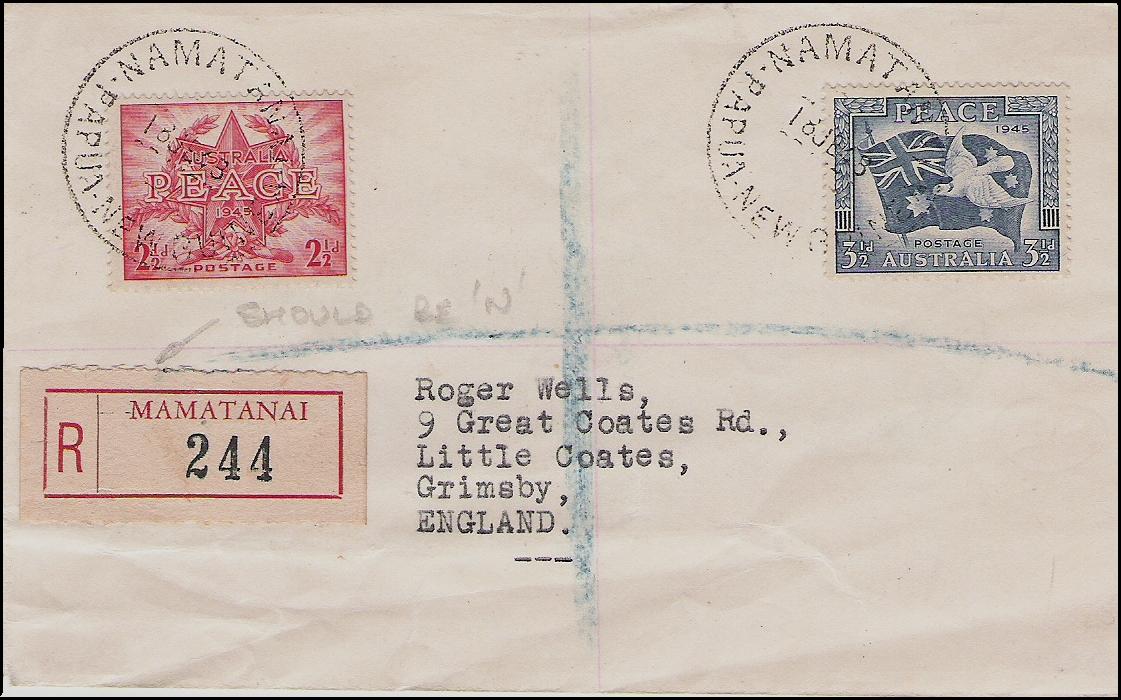 NAMATANAI
PAPUA-NEW GUINEA
AUSTRALIA
PEACE
1945
2½d 2½d
POSTAGE
NAMATANAI
PAPUA-NEW GUINEA
PEACE
1945
POSTAGE
3½d AUSTRALIA 3½d
SHOULD BE 'N'
R MAMATANAI
244
Roger Wells,
9 Great Coates Rd.,
Little Coates,
Grimsby,
ENGLAND.